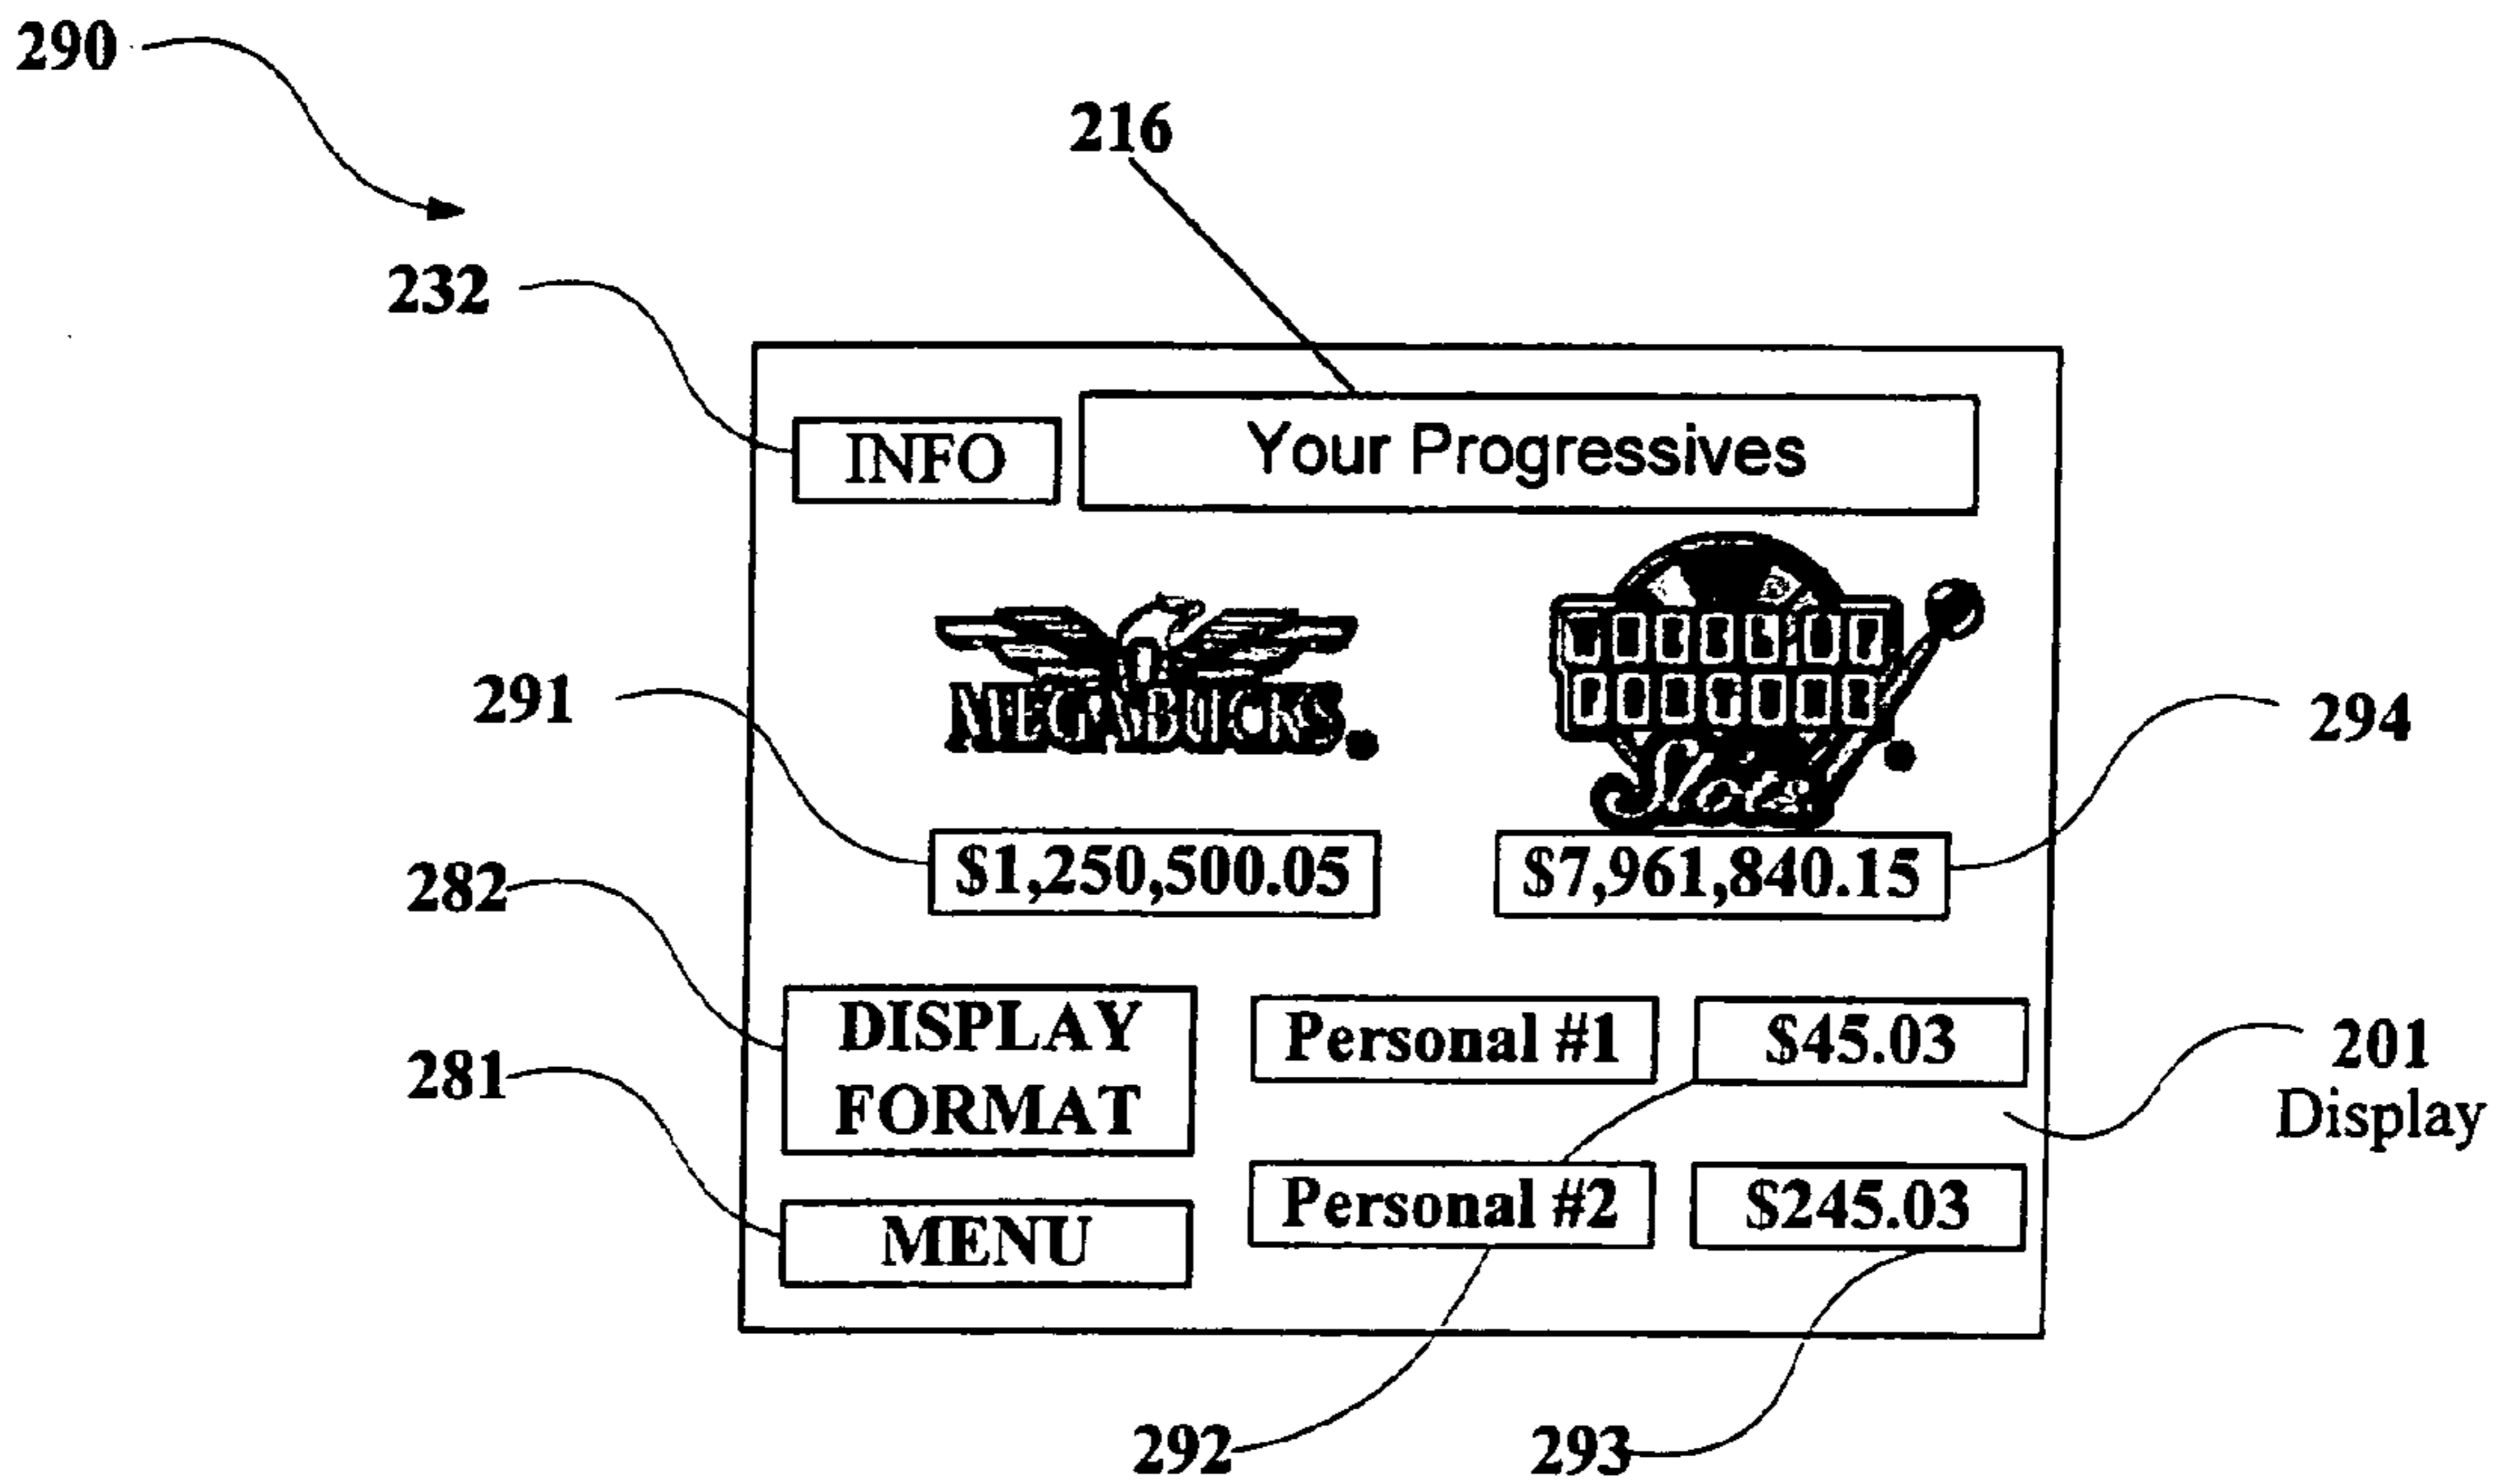 290
216
232
INFO
Your Progressives
MEGABUCKS
291
294
Slots
$1,250,500.05
$7,961,840.15
282
DISPLAY
FORMAT
Personal #1
$45.03
201
Display
281
Personal #2
$245.03
MENU
292
293